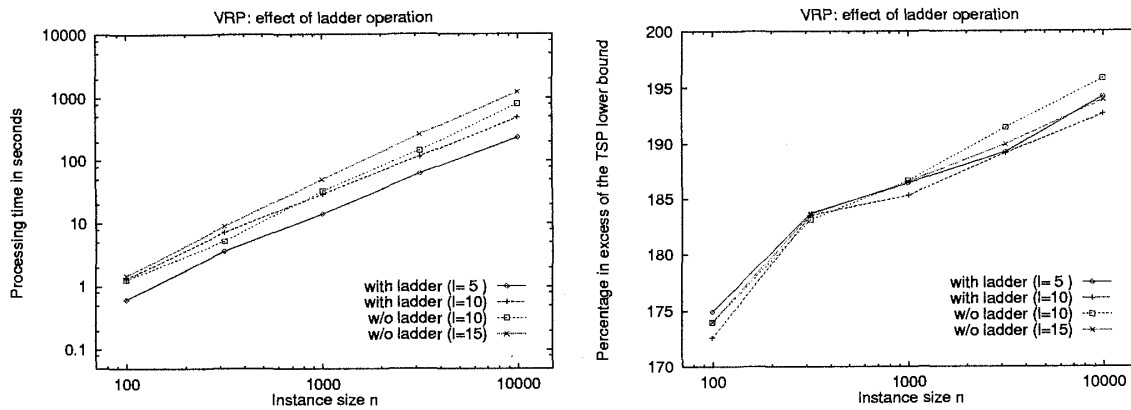 VRP: effect of ladder operation
10000
1000
100
10
1
0.1
Processing time in seconds
with ladder (l= 5 )
with ladder (l=10)
w/o ladder (l=10)
w/o ladder (l=15)
100
1000
10000
Instance size n
VRP: effect of ladder operation
200
195
190
185
180
175
170
Percentage in excess of the TSP lower bound
with ladder (l= 5 )
with ladder (l=10)
w/o ladder (l=10)
w/o ladder (l=15)
100
1000
10000
Instance size n